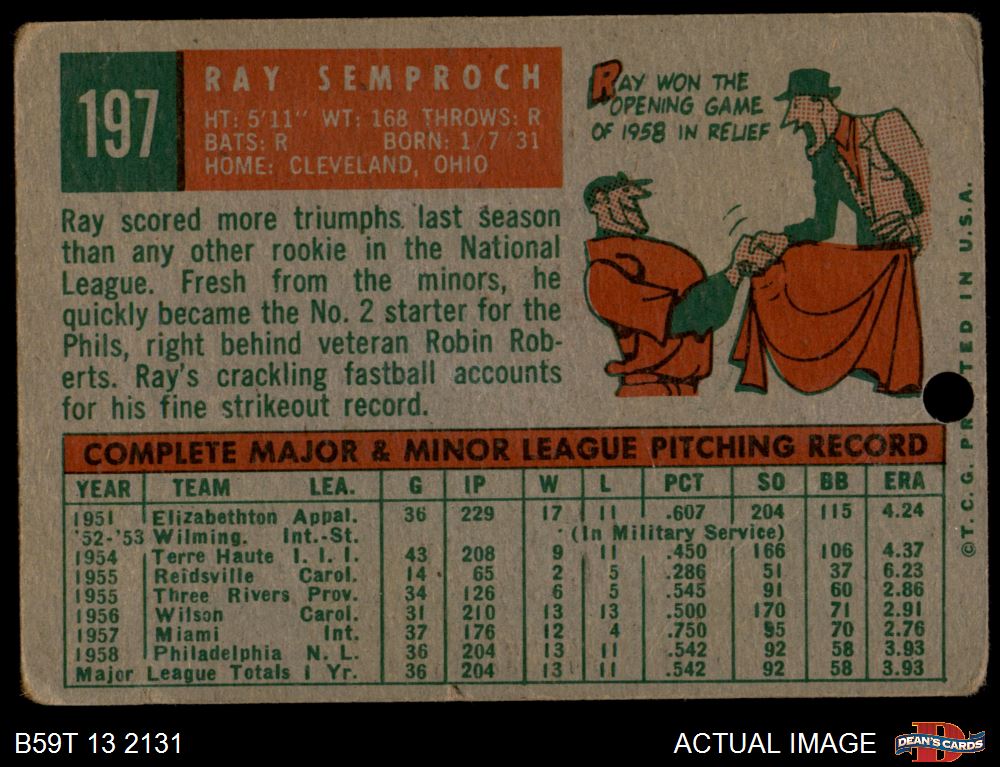 197
RAY SEMPROCH
HT: 5'11" WT: 168 THROWS: R
BATS: R BORN: 1/7/31
HOME: CLEVELAND, OHIO
RAY WON THE
OPENING GAME
OF 1958 IN RELIEF
Ray scored more triumphs last season
than any other rookie in the National
League. Fresh from the minors, he
quickly became the No. 2 starter for the
Phils, right behind veteran Robin Rob-
erts. Ray's crackling fastball accounts
for his fine strikeout record.
COMPLETE MAJOR & MINOR LEAGUE PITCHING RECORD
YEAR TEAM LEA. G IP W L PCT SO BB ERA
1951 Elizabethton Appal. 36 229 17 11 .607 204 115 4.24
'52-'53 Wilming. Int.-St. (In Military Service)
1954 Terre Haute I. I. I. 43 208 9 11 .450 166 106 4.37
1955 Reidsville Carol. 14 65 2 5 .286 51 37 6.23
1955 Three Rivers Prov. 34 126 6 5 .545 91 60 2.86
1956 Wilson Carol. 31 210 13 13 .500 170 71 2.91
1957 Miami Int. 37 176 12 4 .750 95 70 2.76
1958 Philadelphia N. L. 36 204 13 11 .542 92 58 3.93
Major League Totals 1 Yr. 36 204 13 11 .542 92 58 3.93
©T.C.G. PR TED IN U.S.A.
B59T 13 2131
ACTUAL IMAGE
D
DEAN'S CARDS